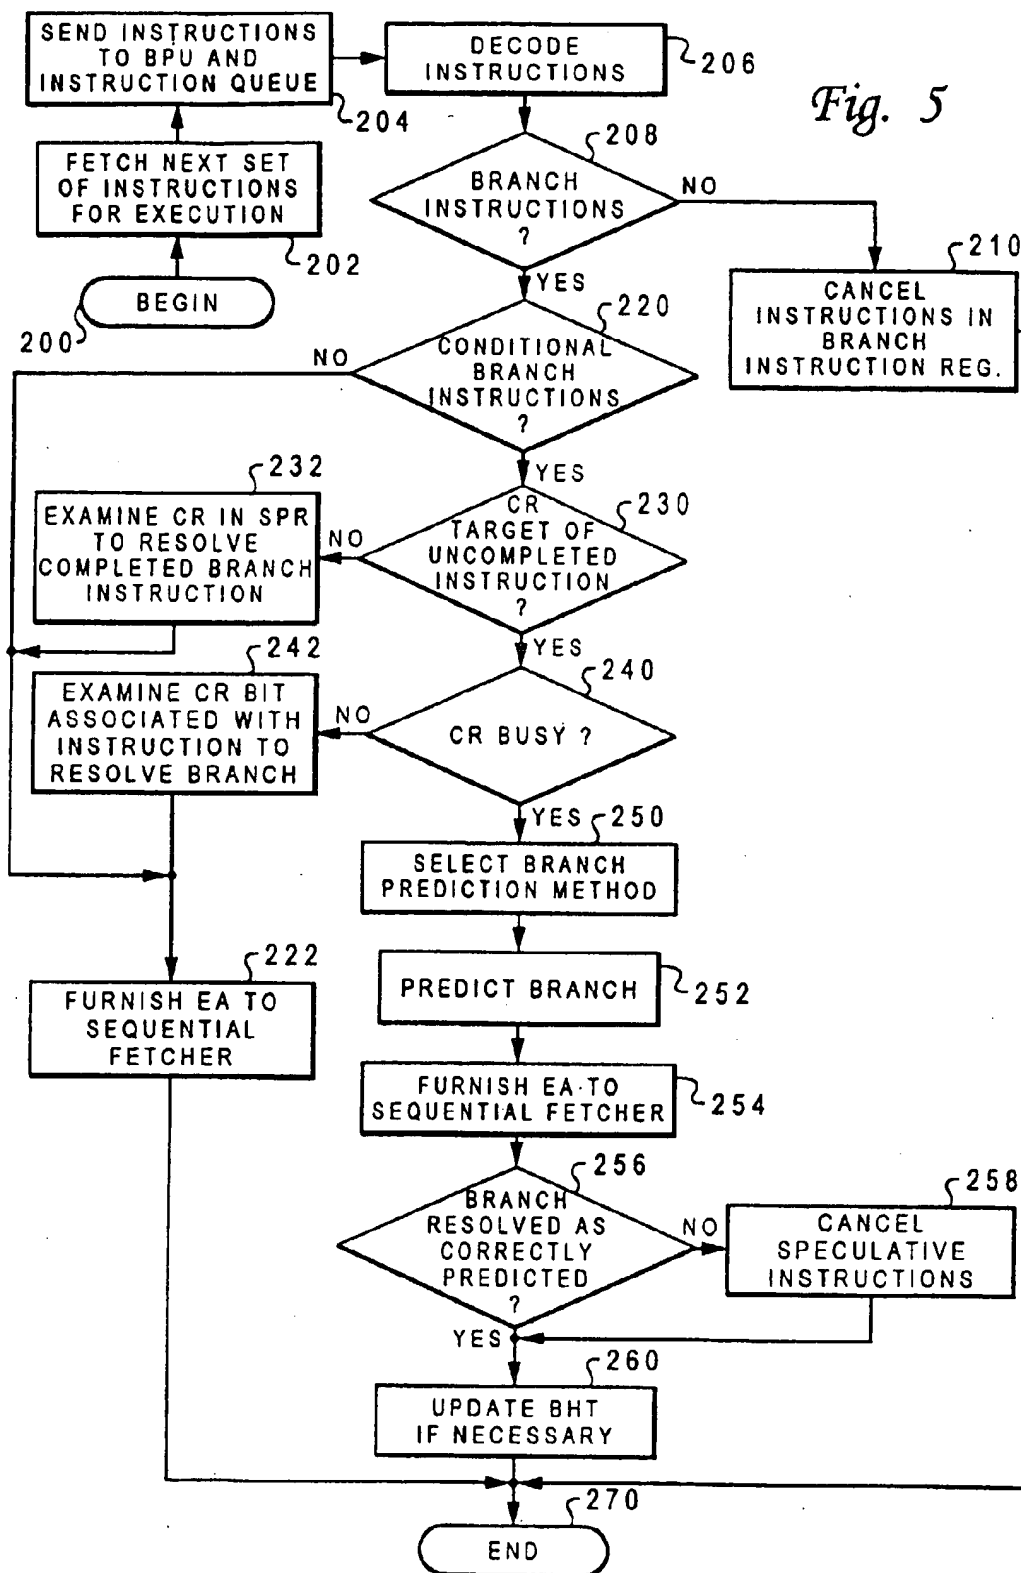 SEND INSTRUCTIONS
TO BPU AND
INSTRUCTION QUEUE
204
DECODE
INSTRUCTIONS
206
Fig. 5
FETCH NEXT SET
OF INSTRUCTIONS
FOR EXECUTION
202
BEGIN
200
208
BRANCH
INSTRUCTIONS
?
NO
YES
210
CANCEL
INSTRUCTIONS IN
BRANCH
INSTRUCTION REG.
220
CONDITIONAL
BRANCH
INSTRUCTIONS
?
NO
YES
230
CR
TARGET OF
UNCOMPLETED
INSTRUCTION
?
NO
YES
232
EXAMINE CR IN SPR
TO RESOLVE
COMPLETED BRANCH
INSTRUCTION
240
CR BUSY ?
NO
YES
242
EXAMINE CR BIT
ASSOCIATED WITH
INSTRUCTION TO
RESOLVE BRANCH
250
SELECT BRANCH
PREDICTION METHOD
222
FURNISH EA TO
SEQUENTIAL
FETCHER
PREDICT BRANCH
252
FURNISH EA TO
SEQUENTIAL FETCHER
254
256
BRANCH
RESOLVED AS
CORRECTLY
PREDICTED
?
NO
YES
258
CANCEL
SPECULATIVE
INSTRUCTIONS
260
UPDATE BHT
IF NECESSARY
270
END